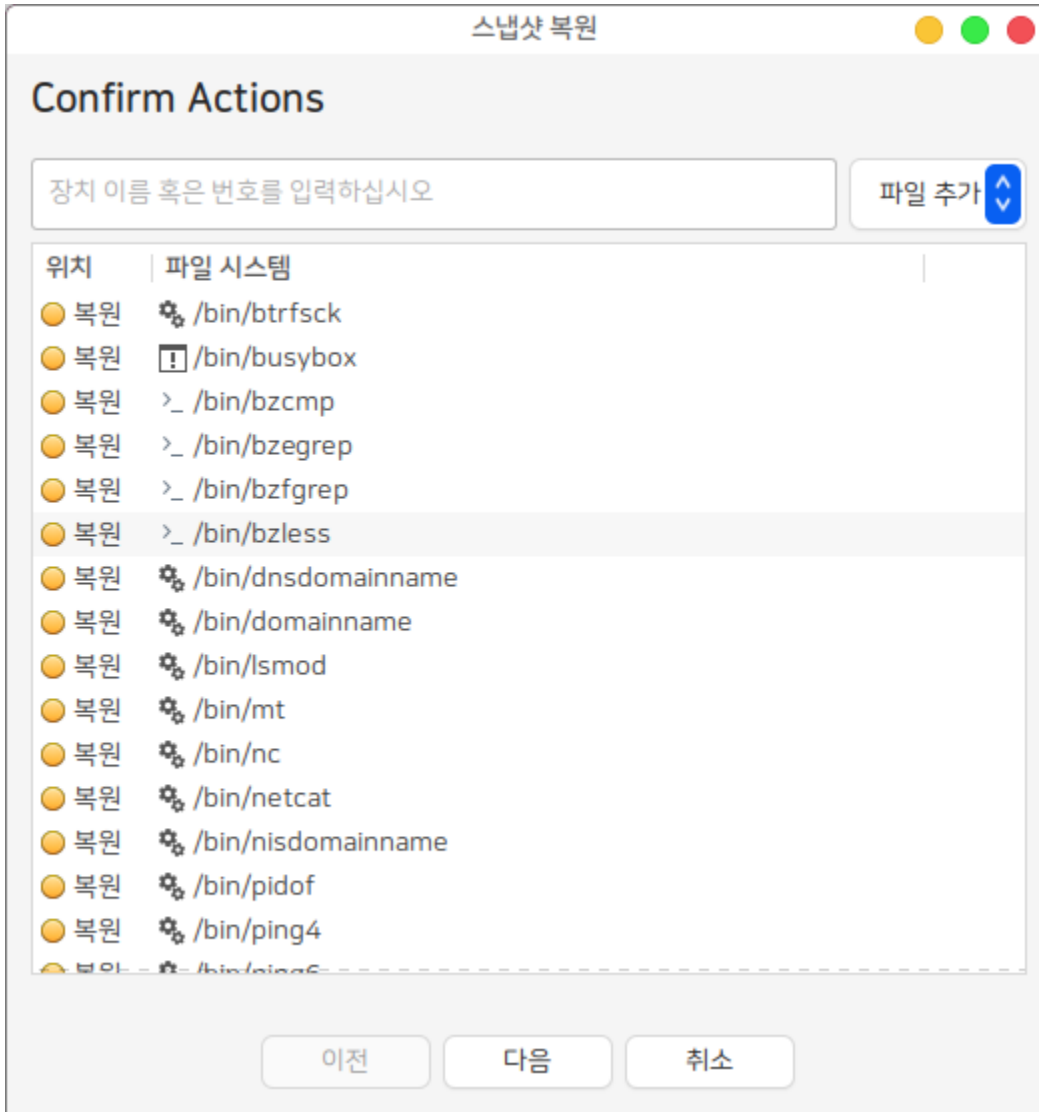 스냅샷 복원
Confirm Actions
장치 이름 혹은 번호를 입력하십시오 파일 추가
위치 파일 시스템
복원 /bin/btrfsck
복원 /bin/busybox
복원 /bin/bzcmp
복원 /bin/bzegrep
복원 /bin/bzfgrep
복원 /bin/bzless
복원 /bin/dnsdomainname
복원 /bin/domainname
복원 /bin/lsmod
복원 /bin/mt
복원 /bin/nc
복원 /bin/netcat
복원 /bin/nisdomainname
복원 /bin/pidof
복원 /bin/ping4
복원 /bin/ping6
이전 다음 취소